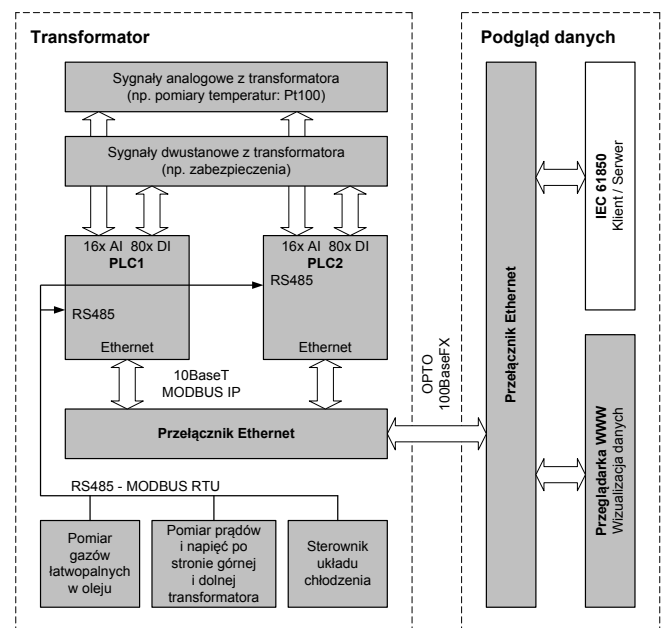 Transformator
Sygnały analogowe z transformatora
(np. pomiary temperatur: Pt100)
Sygnały dwustanowe z transformatora
(np. zabezpieczenia)
16x AI 80x DI
PLC1
RS485
Ethernet
16x AI 80x DI
PLC2
RS485
Ethernet
10BaseT
MODBUS IP
Przełącznik Ethernet
RS485 - MODBUS RTU
Pomiar
gazów
łatwopalnych
w oleju
Pomiar prądów
i napięć po
stronie górnej
i dolnej
transformatora
Sterownik
układu
chłodzenia
OPTO
100BaseFX
Podgląd danych
Przełącznik Ethernet
IEC 61850
Klient / Serwer
Przeglądarka WWW
Wizualizacja danych